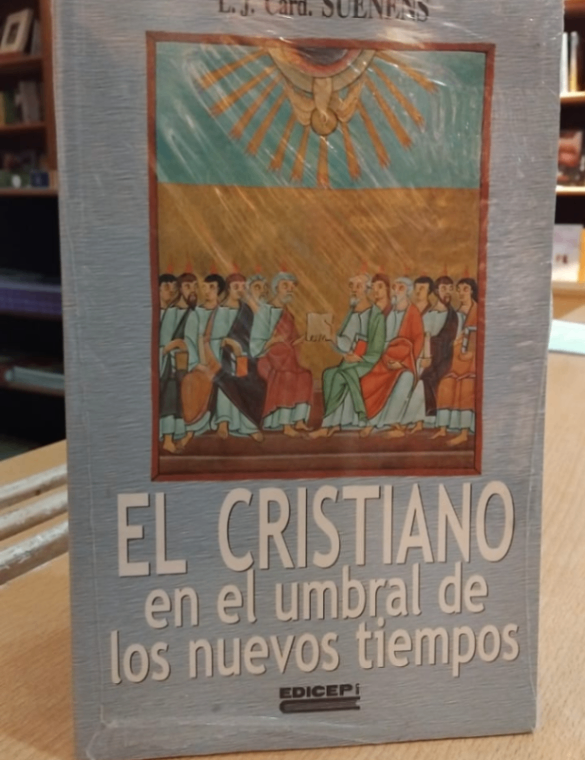 L. J. Card. SUENENS
EL CRISTIANO
en el umbral de
los nuevos tiempos
EDICEP